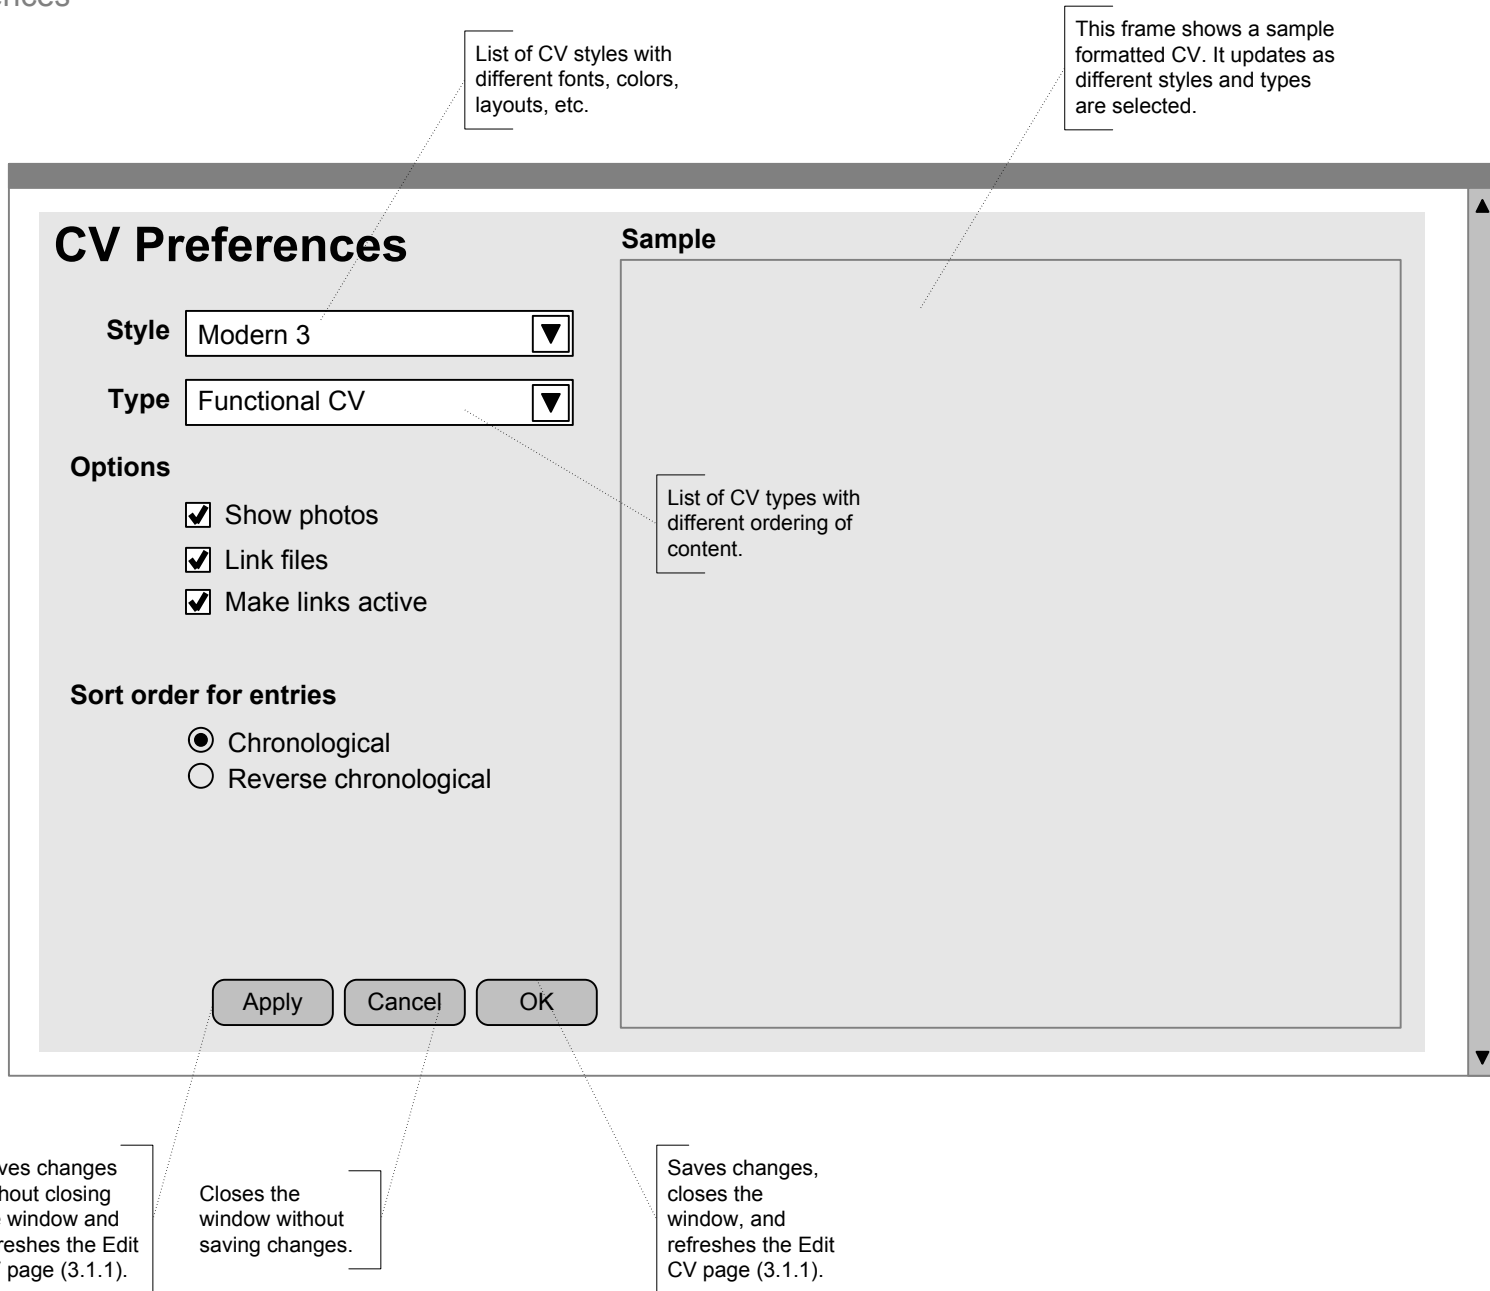 List of CV styles with
different fonts, colors,
layouts, etc.
This frame shows a sample
formatted CV. It updates as
different styles and types
are selected.
CV Preferences
Sample
Style
Modern 3
Type
Functional CV
Options
Show photos
Link files
Make links active
List of CV types with
different ordering of
content.
Sort order for entries
Chronological
Reverse chronological
Apply
Cancel
OK
changes
closing
window and
the Edit
page (3.1.1).
Closes the
window without
saving changes.
Saves changes,
closes the
window, and
refreshes the Edit
CV page (3.1.1).